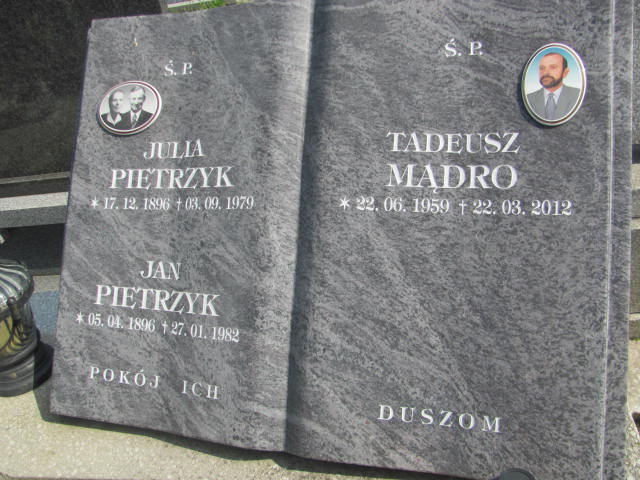 Ś. P.
JULIA
PIETRZYK
✶ 17. 12. 1896 † 03. 09. 1979
JAN
PIETRZYK
✶ 05. 04. 1896 † 27. 01. 1982
POKÓJ ICH
Ś. P.
TADEUSZ
MĄDRO
✶ 22. 06. 1959 † 22. 03. 2012
DUSZOM